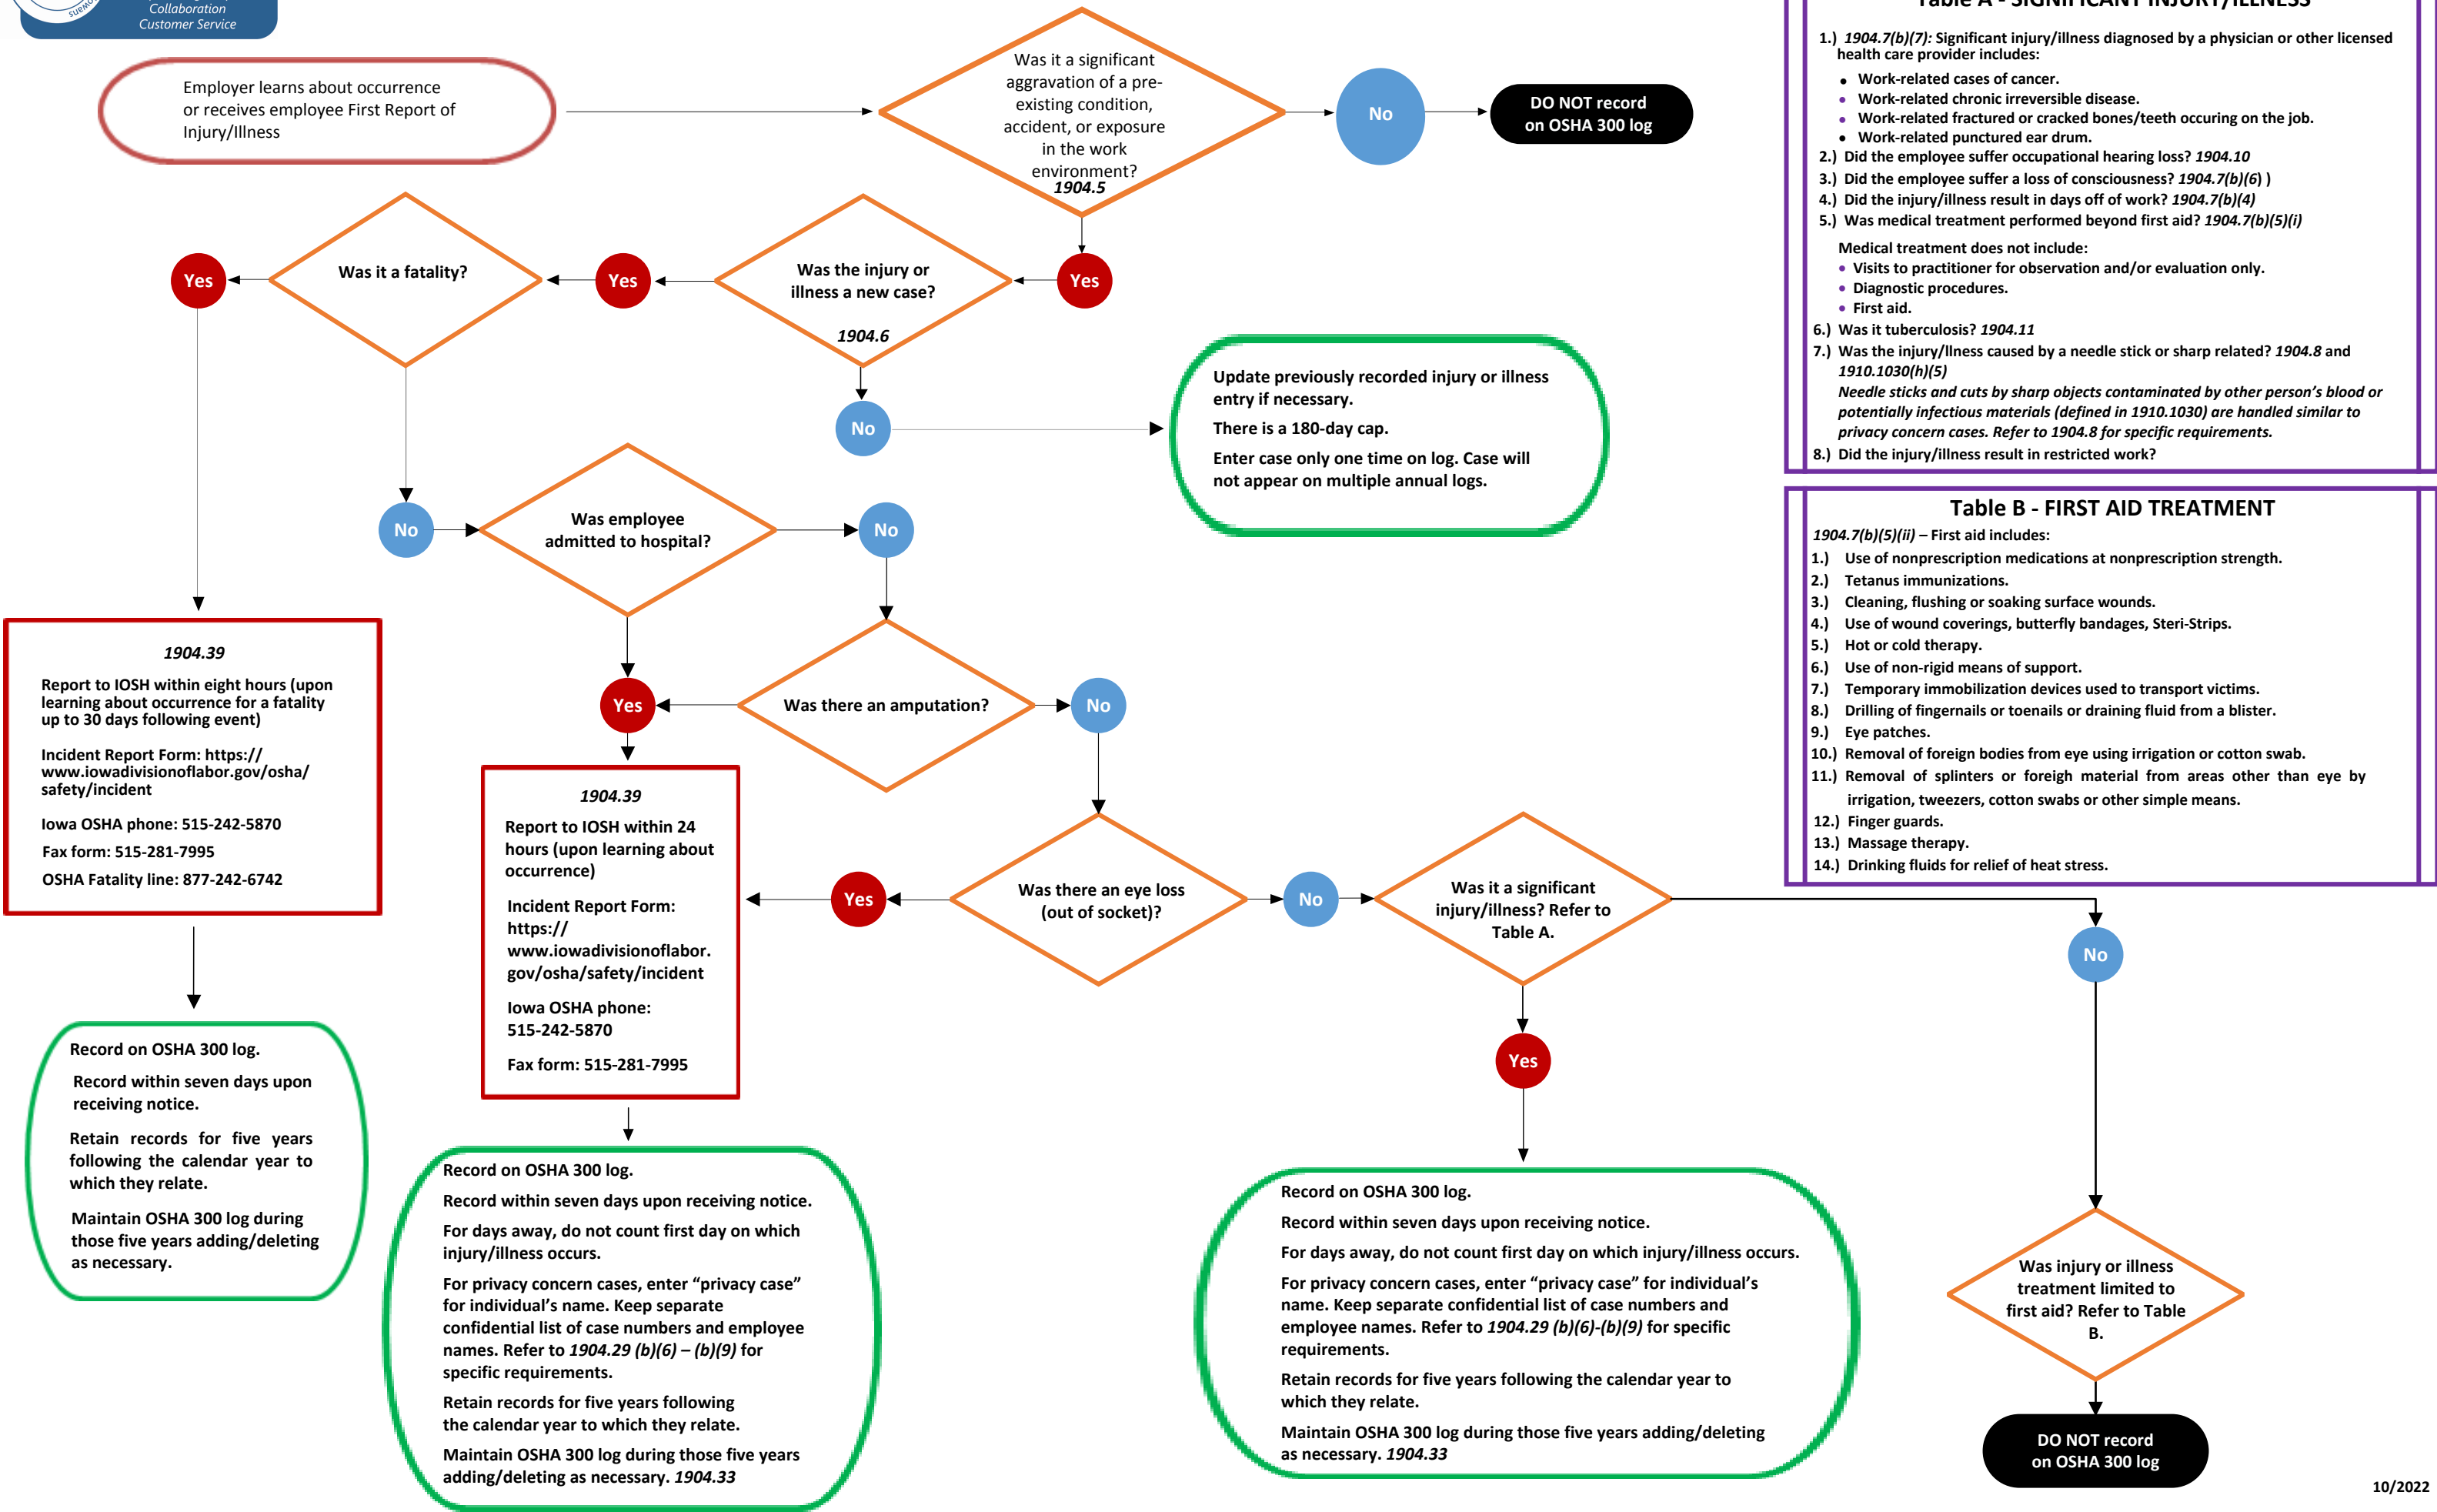 Collaboration
Customer Service
Employer learns about occurrence
or receives employee First Report of
Injury/Illness
Was it a significant
aggravation of a pre-
existing condition,
accident, or exposure
in the work
environment?
1904.5
No
DO NOT record
on OSHA 300 log
Yes
Was the injury or
illness a new case?
1904.6
Yes
Was it a fatality?
Yes
No
Update previously recorded injury or illness
entry if necessary.
There is a 180-day cap.
Enter case only one time on log. Case will
not appear on multiple annual logs.
No
Was employee
admitted to hospital?
No
Yes
Was there an amputation?
No
1904.39
Report to IOSH within eight hours (upon
learning about occurrence for a fatality
up to 30 days following event)
Incident Report Form: https://
www.iowadivisionoflabor.gov/osha/
safety/incident
Iowa OSHA phone: 515-242-5870
Fax form: 515-281-7995
OSHA Fatality line: 877-242-6742
1904.39
Report to IOSH within 24
hours (upon learning about
occurrence)
Incident Report Form:
https://
www.iowadivisionoflabor.
gov/osha/safety/incident
Iowa OSHA phone:
515-242-5870
Fax form: 515-281-7995
Yes
Was there an eye loss
(out of socket)?
No
Was it a significant
injury/illness? Refer to
Table A.
No
Yes
Record on OSHA 300 log.
Record within seven days upon
receiving notice.
Retain records for five years
following the calendar year to
which they relate.
Maintain OSHA 300 log during
those five years adding/deleting
as necessary.
Record on OSHA 300 log.
Record within seven days upon receiving notice.
For days away, do not count first day on which
injury/illness occurs.
For privacy concern cases, enter “privacy case”
for individual’s name. Keep separate
confidential list of case numbers and employee
names. Refer to 1904.29 (b)(6) – (b)(9) for
specific requirements.
Retain records for five years following
the calendar year to which they relate.
Maintain OSHA 300 log during those five years
adding/deleting as necessary. 1904.33
Record on OSHA 300 log.
Record within seven days upon receiving notice.
For days away, do not count first day on which injury/illness occurs.
For privacy concern cases, enter “privacy case” for individual’s
name. Keep separate confidential list of case numbers and
employee names. Refer to 1904.29 (b)(6)-(b)(9) for specific
requirements.
Retain records for five years following the calendar year to
which they relate.
Maintain OSHA 300 log during those five years adding/deleting
as necessary. 1904.33
Was injury or illness
treatment limited to
first aid? Refer to Table
B.
DO NOT record
on OSHA 300 log
Table A - SIGNIFICANT INJURY/ILLNESS
1.) 1904.7(b)(7): Significant injury/illness diagnosed by a physician or other licensed
health care provider includes:
• Work-related cases of cancer.
• Work-related chronic irreversible disease.
• Work-related fractured or cracked bones/teeth occuring on the job.
• Work-related punctured ear drum.
2.) Did the employee suffer occupational hearing loss? 1904.10
3.) Did the employee suffer a loss of consciousness? 1904.7(b)(6) )
4.) Did the injury/illness result in days off of work? 1904.7(b)(4)
5.) Was medical treatment performed beyond first aid? 1904.7(b)(5)(i)
Medical treatment does not include:
• Visits to practitioner for observation and/or evaluation only.
• Diagnostic procedures.
• First aid.
6.) Was it tuberculosis? 1904.11
7.) Was the injury/llness caused by a needle stick or sharp related? 1904.8 and
1910.1030(h)(5)
Needle sticks and cuts by sharp objects contaminated by other person’s blood or
potentially infectious materials (defined in 1910.1030) are handled similar to
privacy concern cases. Refer to 1904.8 for specific requirements.
8.) Did the injury/illness result in restricted work?
Table B - FIRST AID TREATMENT
1904.7(b)(5)(ii) – First aid includes:
1.) Use of nonprescription medications at nonprescription strength.
2.) Tetanus immunizations.
3.) Cleaning, flushing or soaking surface wounds.
4.) Use of wound coverings, butterfly bandages, Steri-Strips.
5.) Hot or cold therapy.
6.) Use of non-rigid means of support.
7.) Temporary immobilization devices used to transport victims.
8.) Drilling of fingernails or toenails or draining fluid from a blister.
9.) Eye patches.
10.) Removal of foreign bodies from eye using irrigation or cotton swab.
11.) Removal of splinters or foreigh material from areas other than eye by
irrigation, tweezers, cotton swabs or other simple means.
12.) Finger guards.
13.) Massage therapy.
14.) Drinking fluids for relief of heat stress.
10/2022